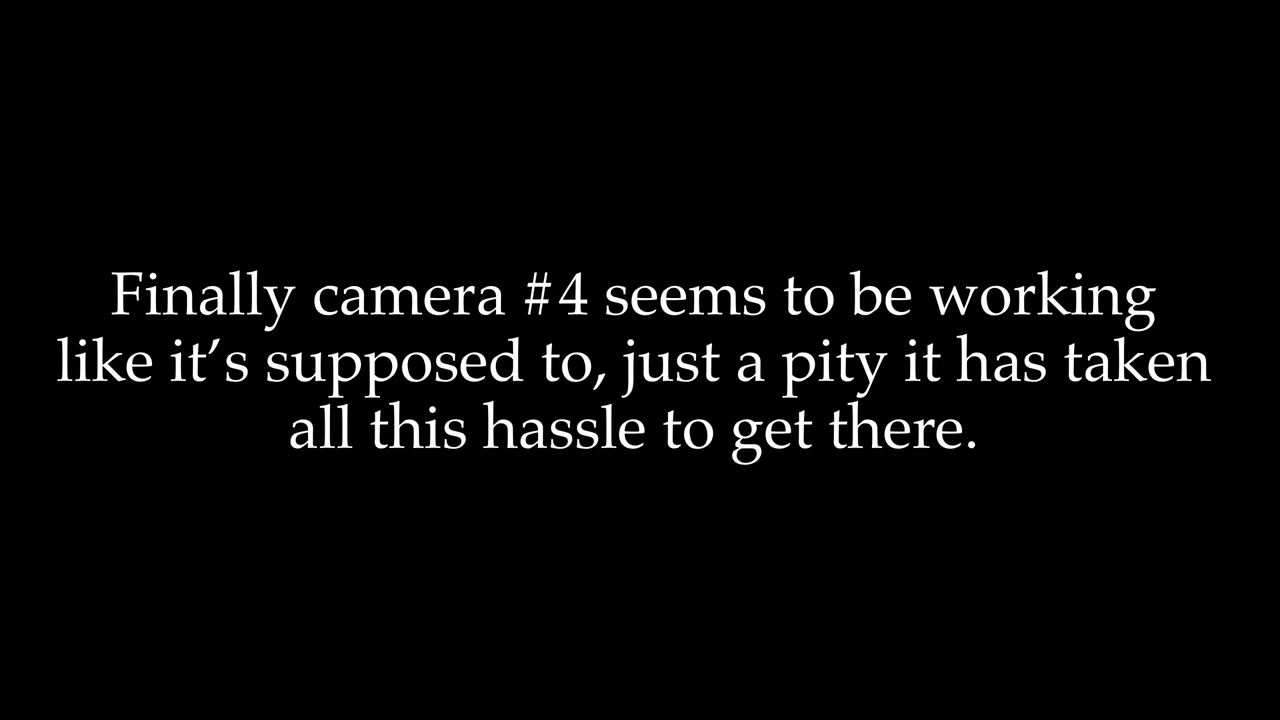 Finally camera #4 seems to be working
like it’s supposed to, just a pity it has taken
all this hassle to get there.